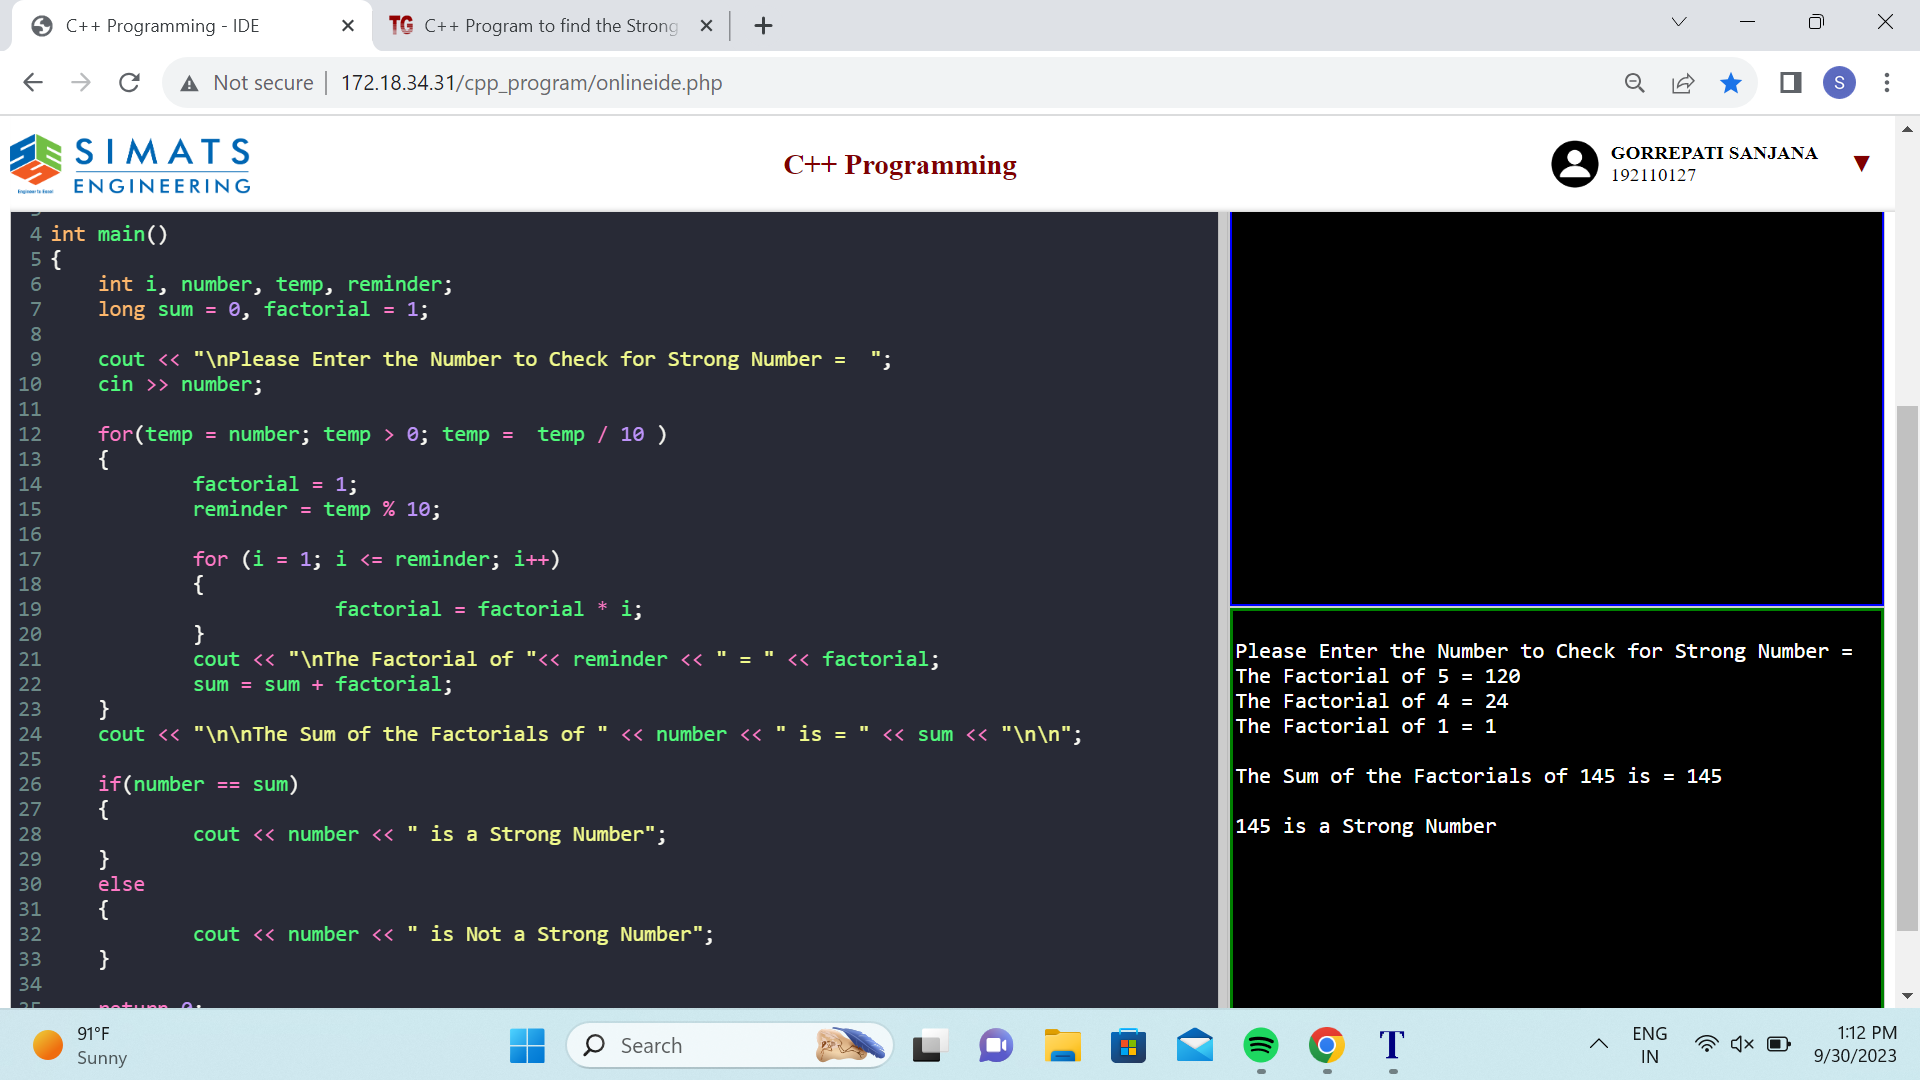 C++ Programming - IDE
TG C++ Program to find the Strong
Not secure | 172.18.34.31/cpp_program/onlineide.php
S
SIMATS
ENGINEERING
C++ Programming
GORREPATI SANJANA
192110127
4 int main()
5 {
6 int i, number, temp, reminder;
7 long sum = 0, factorial = 1;
8
9 cout << "\nPlease Enter the Number to Check for Strong Number =  ";
10 cin >> number;
11
12 for(temp = number; temp > 0; temp =  temp / 10 )
13 {
14 factorial = 1;
15 reminder = temp % 10;
16
17 for (i = 1; i <= reminder; i++)
18 {
19 factorial = factorial * i;
20 }
21 cout << "\nThe Factorial of "<< reminder << " = " << factorial;
22 sum = sum + factorial;
23 }
24 cout << "\n\nThe Sum of the Factorials of " << number << " is = " << sum << "\n\n";
25
26 if(number == sum)
27 {
28 cout << number << " is a Strong Number";
29 }
30 else
31 {
32 cout << number << " is Not a Strong Number";
33 }
34
35 return 0;
Please Enter the Number to Check for Strong Number =
The Factorial of 5 = 120
The Factorial of 4 = 24
The Factorial of 1 = 1
The Sum of the Factorials of 145 is = 145
145 is a Strong Number
91°F
Sunny
Search
T
ENG
IN
1:12 PM
9/30/2023